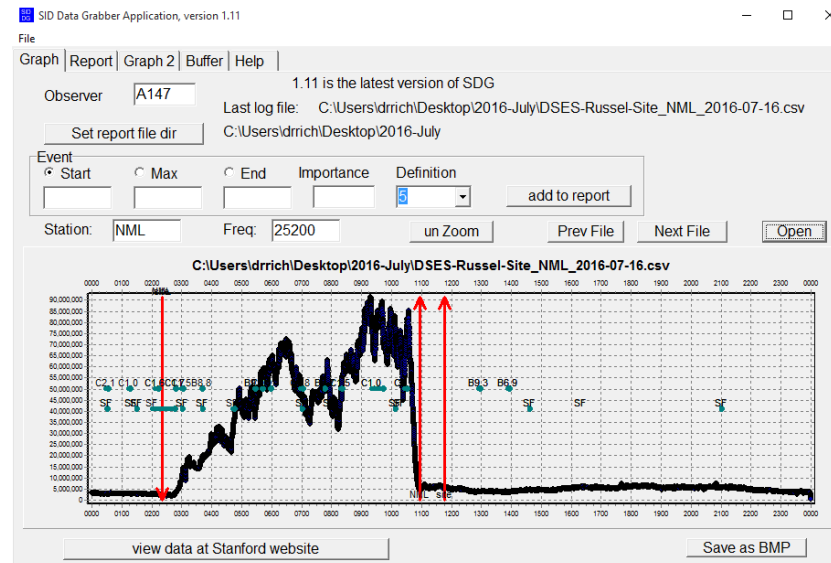 SID Data Grabber Application, version 1.11
File
Graph Report Graph 2 Buffer Help
1.11 is the latest version of SDG
Observer A147
Last log file: C:\Users\drrich\Desktop\2016-July\DSES-Russel-Site_NML_2016-07-16.csv
Set report file dir C:\Users\drrich\Desktop\2016-July
Event
Start Max End Importance Definition
5 add to report
Station: NML Freq: 25200 un Zoom Prev File Next File Open
C:\Users\drrich\Desktop\2016-July\DSES-Russel-Site_NML_2016-07-16.csv
0000 0100 0200 0300 0400 0500 0600 0700 0800 0900 1000 1100 1200 1300 1400 1500 1600 1700 1800 1900 2000 2100 2200 2300 0000
90,000,000
85,000,000
80,000,000
75,000,000
70,000,000
65,000,000
60,000,000
55,000,000
50,000,000 C2.1 C1.0 B8.8 C1.0 B9.3 B6.9
45,000,000
40,000,000 SF SF SF SF SF SF SF SF
35,000,000
30,000,000
25,000,000
20,000,000
15,000,000
10,000,000
5,000,000 NML site
0
0000 0100 0200 0300 0400 0500 0600 0700 0800 0900 1000 1100 1200 1300 1400 1500 1600 1700 1800 1900 2000 2100 2200 2300 0000
view data at Stanford website Save as BMP